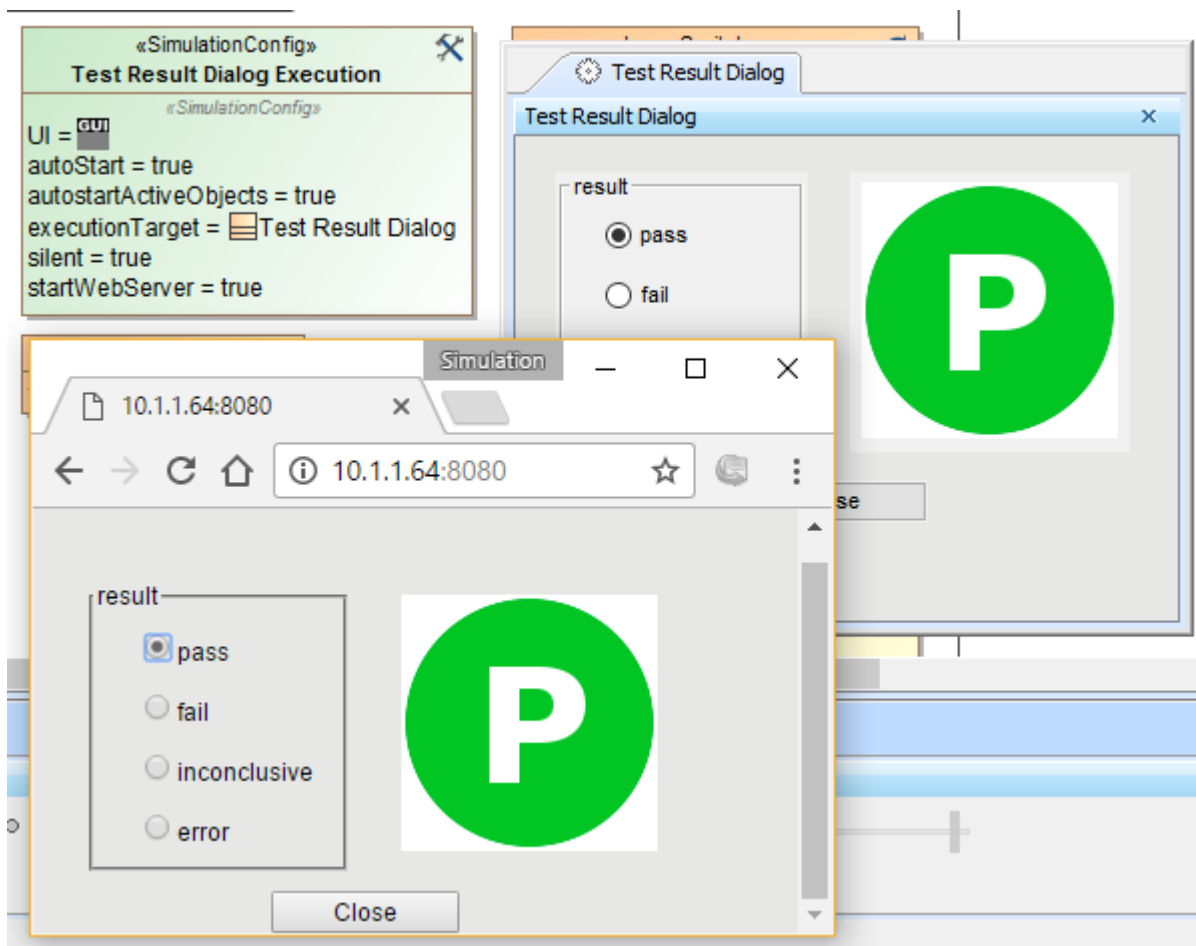 «SimulationConfig»
Test Result Dialog Execution
«SimulationConfig»
UI = GUI
autoStart = true
autostartActiveObjects = true
executionTarget = Test Result Dialog
silent = true
startWebServer = true
Test Result Dialog
Test Result Dialog
result
pass
fail
P
se
Simulation
10.1.1.64:8080
10.1.1.64:8080
result
pass
fail
inconclusive
error
P
Close